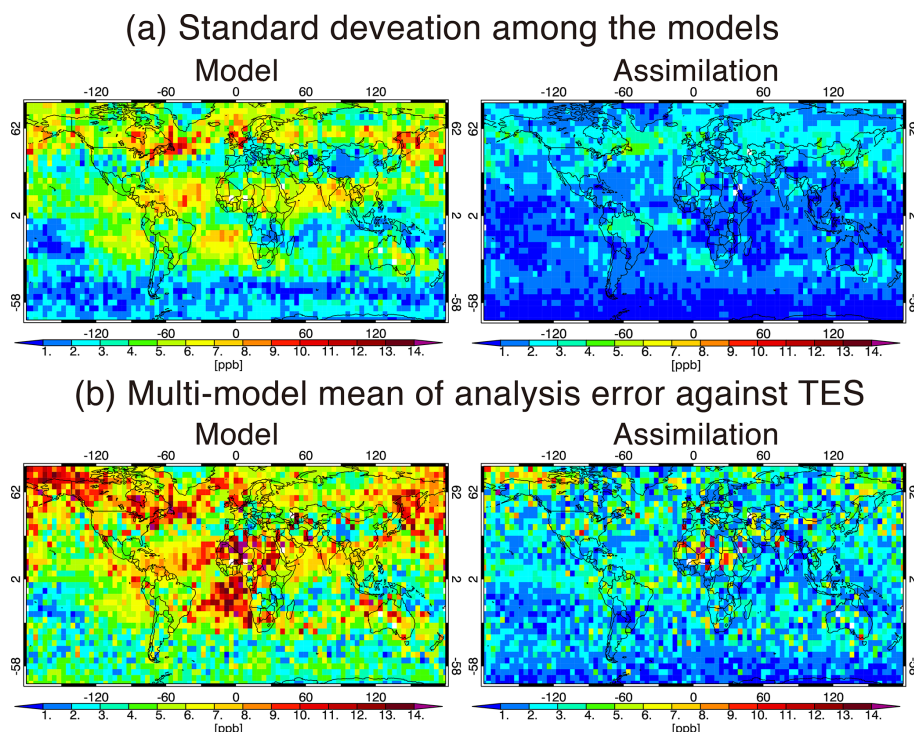 (a) Standard deveation among the models
Model Assimilation
-120 -60 0 60 120 -120 -60 0 60 120
62 62 62
2 2 2
-58 -58 -58
-120 -60 0 60 120 -120 -60 0 60 120
1. 2. 3. 4. 5. 6. 7. 8. 9. 10. 11. 12. 13. 14. 1. 2. 3. 4. 5. 6. 7. 8. 9. 10. 11. 12. 13. 14.
[ppb] [ppb]
(b) Multi-model mean of analysis error against TES
Model Assimilation
-120 -60 0 60 120 -120 -60 0 60 120
62 62 62
2 2 2
-58 -58 -58
-120 -60 0 60 120 -120 -60 0 60 120
1. 2. 3. 4. 5. 6. 7. 8. 9. 10. 11. 12. 13. 14. 1. 2. 3. 4. 5. 6. 7. 8. 9. 10. 11. 12. 13. 14.
[ppb] [ppb]